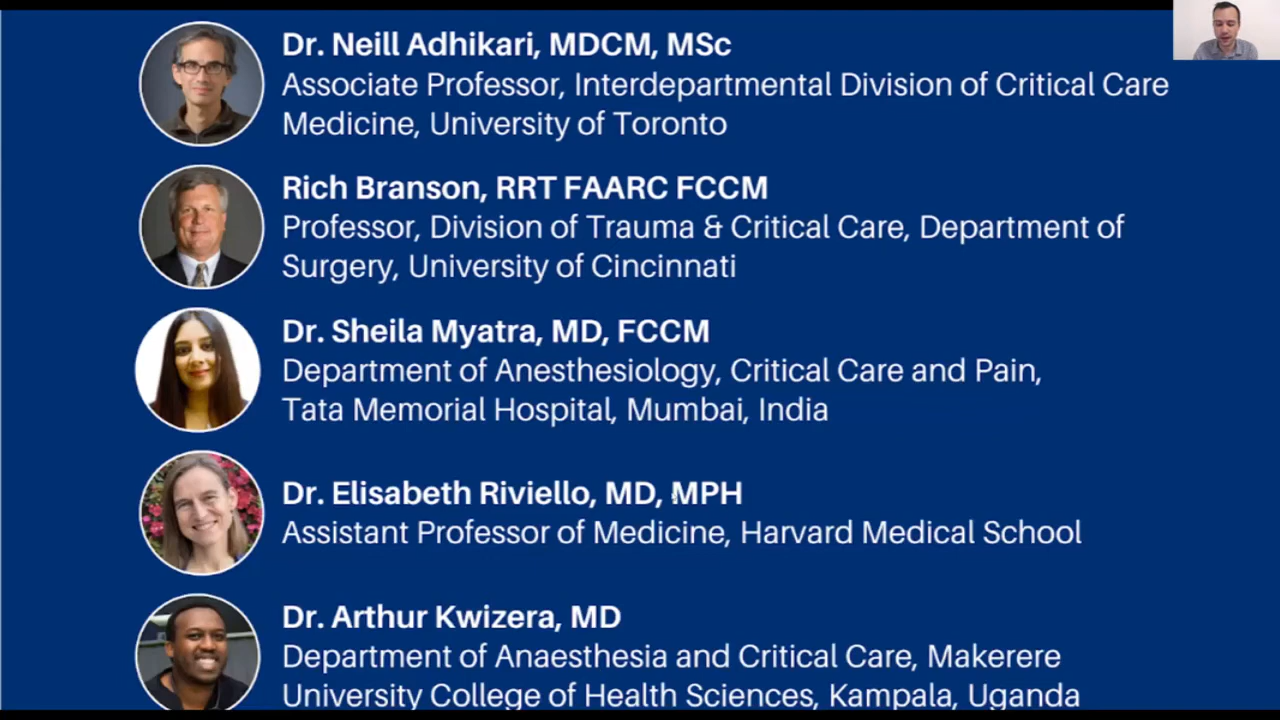 Dr. Neill Adhikari, MDCM, MSc
Associate Professor, Interdepartmental Division of Critical Care
Medicine, University of Toronto
Rich Branson, RRT FAARC FCCM
Professor, Division of Trauma & Critical Care, Department of
Surgery, University of Cincinnati
Dr. Sheila Myatra, MD, FCCM
Department of Anesthesiology, Critical Care and Pain,
Tata Memorial Hospital, Mumbai, India
Dr. Elisabeth Riviello, MD, MPH
Assistant Professor of Medicine, Harvard Medical School
Dr. Arthur Kwizera, MD
Department of Anaesthesia and Critical Care, Makerere
University College of Health Sciences, Kampala, Uganda